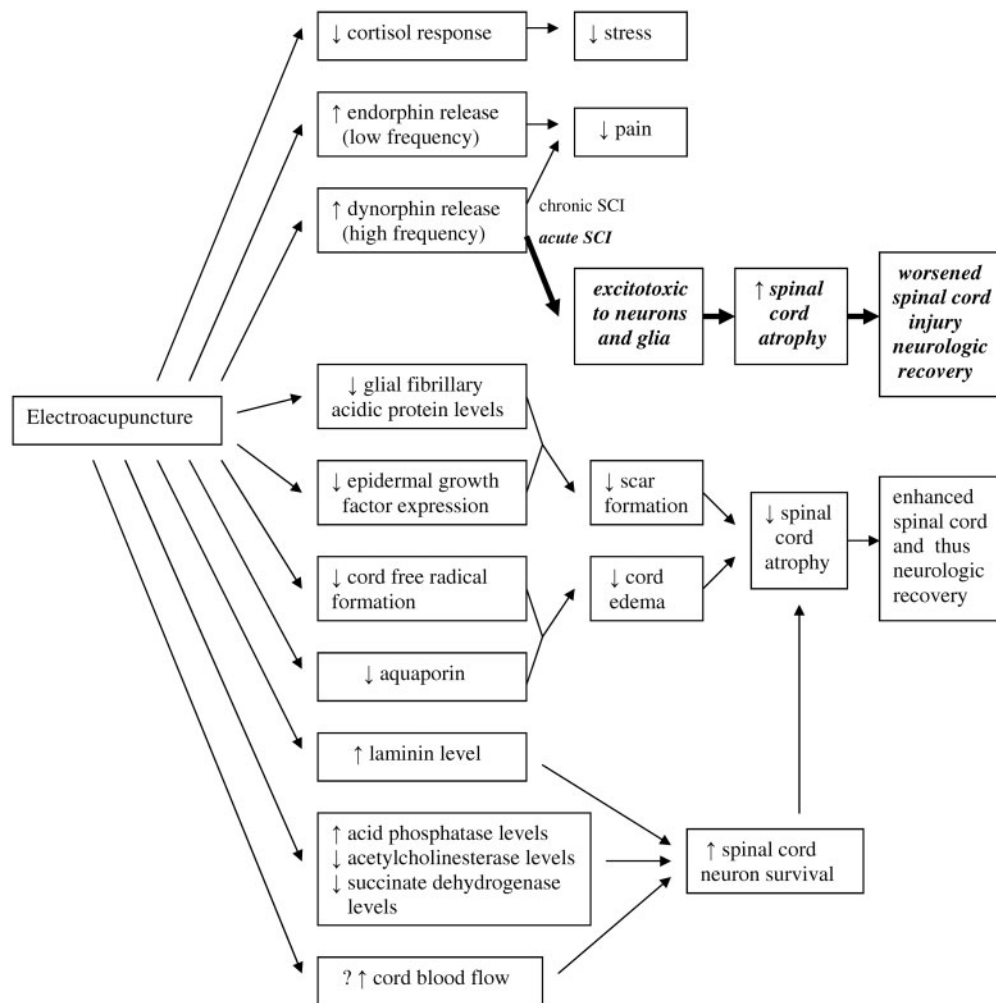 ↓ cortisol response
↓ stress
↑ endorphin release
(low frequency)
↓ pain
↑ dynorphin release
(high frequency)
chronic SCI
acute SCI
excitotoxic
to neurons
and glia
↑ spinal
cord
atrophy
worsened
spinal cord
injury
neurologic
recovery
Electroacupuncture
↓ glial fibrillary
acidic protein levels
↓ epidermal growth
factor expression
↓ scar
formation
↓ spinal
cord
atrophy
enhanced
spinal cord
and thus
neurologic
recovery
↓ cord free radical
formation
↓ cord
edema
↓ aquaporin
↑ laminin level
↑ acid phosphatase levels
↓ acetylcholinesterase levels
↓ succinate dehydrogenase
levels
↑ spinal cord
neuron survival
? ↑ cord blood flow